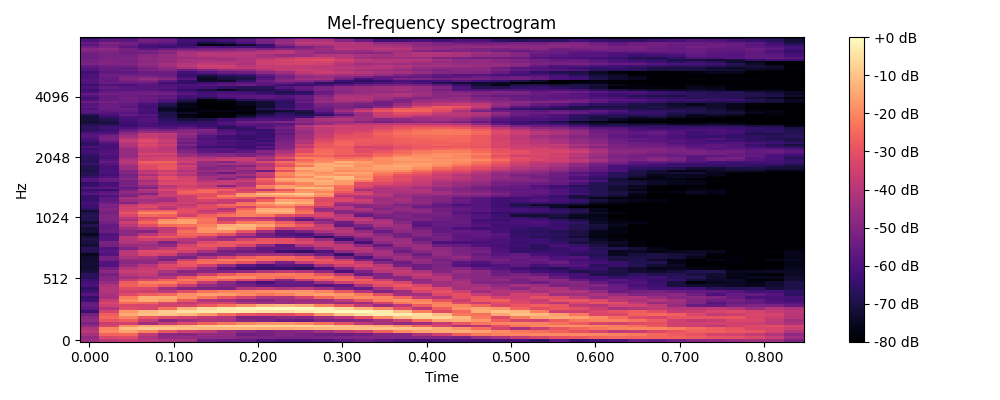 Mel-frequency spectrogram
+0 dB
-10 dB
-20 dB
-30 dB
-40 dB
-50 dB
-60 dB
-70 dB
-80 dB
4096
2048
1024
512
0
Hz
0.000 0.100 0.200 0.300 0.400 0.500 0.600 0.700 0.800
Time